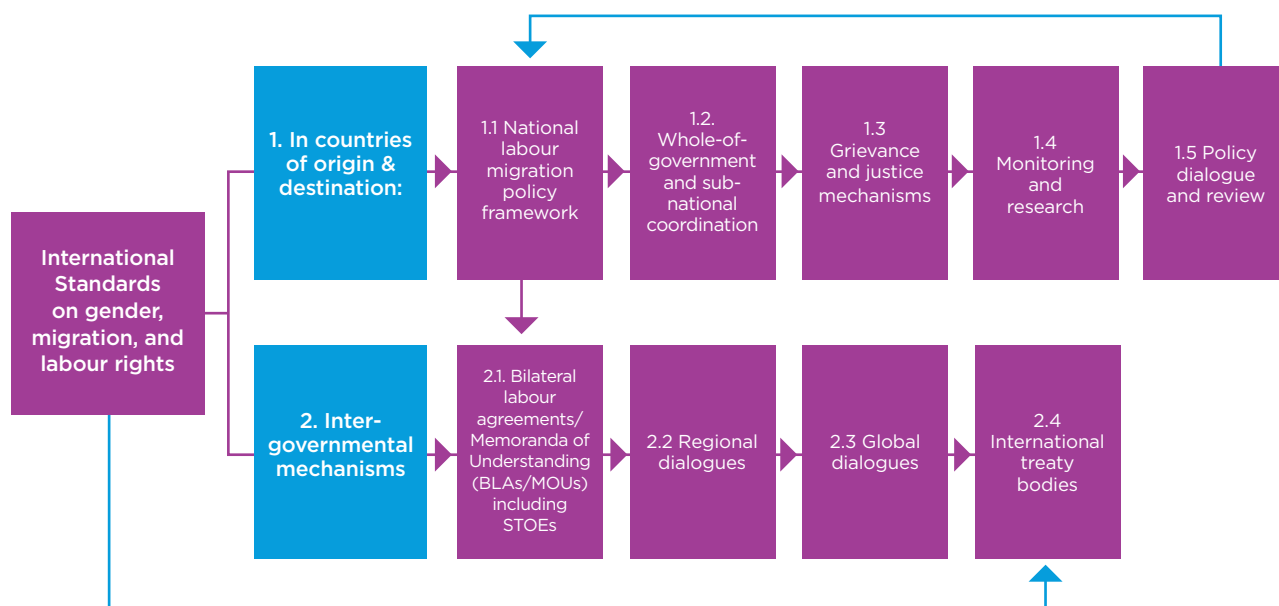 International
Standards
on gender,
migration, and
labour rights
1. In countries
of origin &
destination:
1.1 National
labour
migration
policy
framework
1.2.
Whole-of-
government
and sub-
national
coordination
1.3
Grievance
and justice
mechanisms
1.4
Monitoring
and
research
1.5 Policy
dialogue
and review
2. Inter-
governmental
mechanisms
2.1. Bilateral
labour
agreements/
Memoranda of
Understanding
(BLAs/MOUs)
including
STOEs
2.2 Regional
dialogues
2.3 Global
dialogues
2.4
International
treaty
bodies